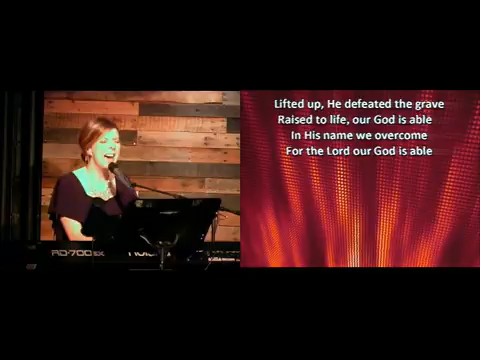 Lifted up, He defeated the grave
Raised to life, our God is able
In His name we overcome
For the Lord our God is able
RD-700SX